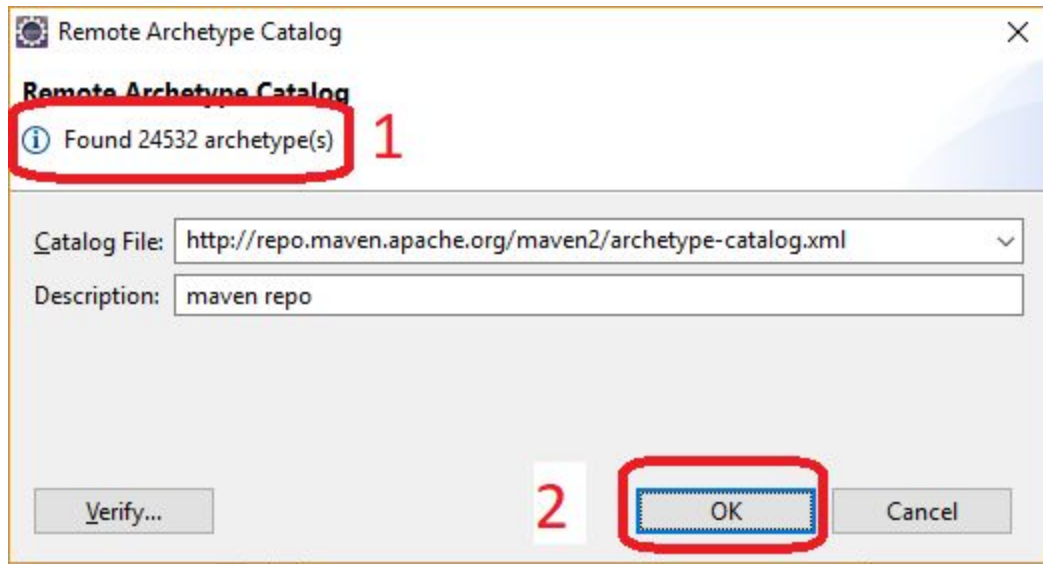 Remote Archetype Catalog
Remote Archetype Catalog
Found 24532 archetype(s)
1
Catalog File: http://repo.maven.apache.org/maven2/archetype-catalog.xml
Description: maven repo
2
Verify... OK Cancel